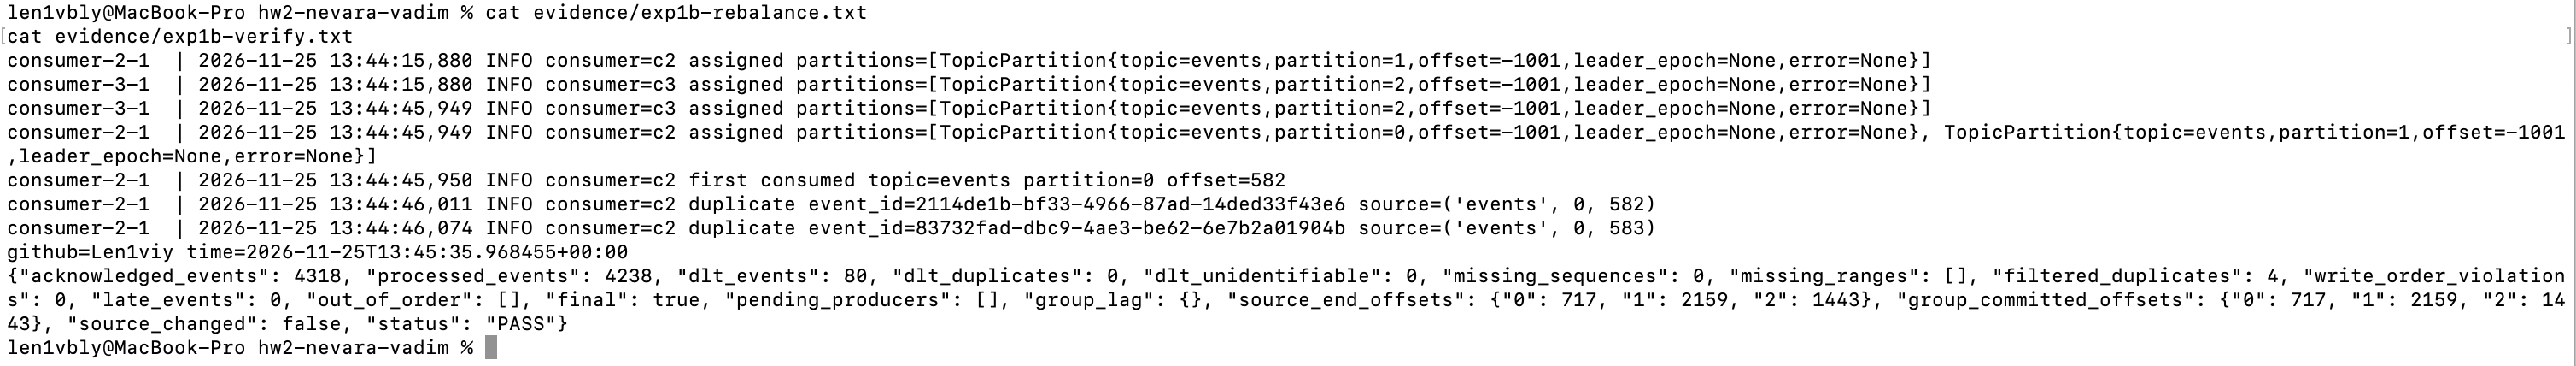 len1vbly@MacBook-Pro hw2-nevara-vadim % cat evidence/exp1b-rebalance.txt
[cat evidence/exp1b-verify.txt ]
consumer-2-1  | 2026-11-25 13:44:15,880 INFO consumer=c2 assigned partitions=[TopicPartition{topic=events,partition=1,offset=-1001,leader_epoch=None,error=None}]
consumer-3-1  | 2026-11-25 13:44:15,880 INFO consumer=c3 assigned partitions=[TopicPartition{topic=events,partition=2,offset=-1001,leader_epoch=None,error=None}]
consumer-3-1  | 2026-11-25 13:44:45,949 INFO consumer=c3 assigned partitions=[TopicPartition{topic=events,partition=2,offset=-1001,leader_epoch=None,error=None}]
consumer-2-1  | 2026-11-25 13:44:45,949 INFO consumer=c2 assigned partitions=[TopicPartition{topic=events,partition=0,offset=-1001,leader_epoch=None,error=None}, TopicPartition{topic=events,partition=1,offset=-1001
,leader_epoch=None,error=None}]
consumer-2-1  | 2026-11-25 13:44:45,950 INFO consumer=c2 first consumed topic=events partition=0 offset=582
consumer-2-1  | 2026-11-25 13:44:46,011 INFO consumer=c2 duplicate event_id=2114de1b-bf33-4966-87ad-14ded33f43e6 source=('events', 0, 582)
consumer-2-1  | 2026-11-25 13:44:46,074 INFO consumer=c2 duplicate event_id=83732fad-dbc9-4ae3-be62-6e7b2a01904b source=('events', 0, 583)
github=Len1viy time=2026-11-25T13:45:35.968455+00:00
{"acknowledged_events": 4318, "processed_events": 4238, "dlt_events": 80, "dlt_duplicates": 0, "dlt_unidentifiable": 0, "missing_sequences": 0, "missing_ranges": [], "filtered_duplicates": 4, "write_order_violation
s": 0, "late_events": 0, "out_of_order": [], "final": true, "pending_producers": [], "group_lag": {}, "source_end_offsets": {"0": 717, "1": 2159, "2": 1443}, "group_committed_offsets": {"0": 717, "1": 2159, "2": 14
43}, "source_changed": false, "status": "PASS"}
len1vbly@MacBook-Pro hw2-nevara-vadim %